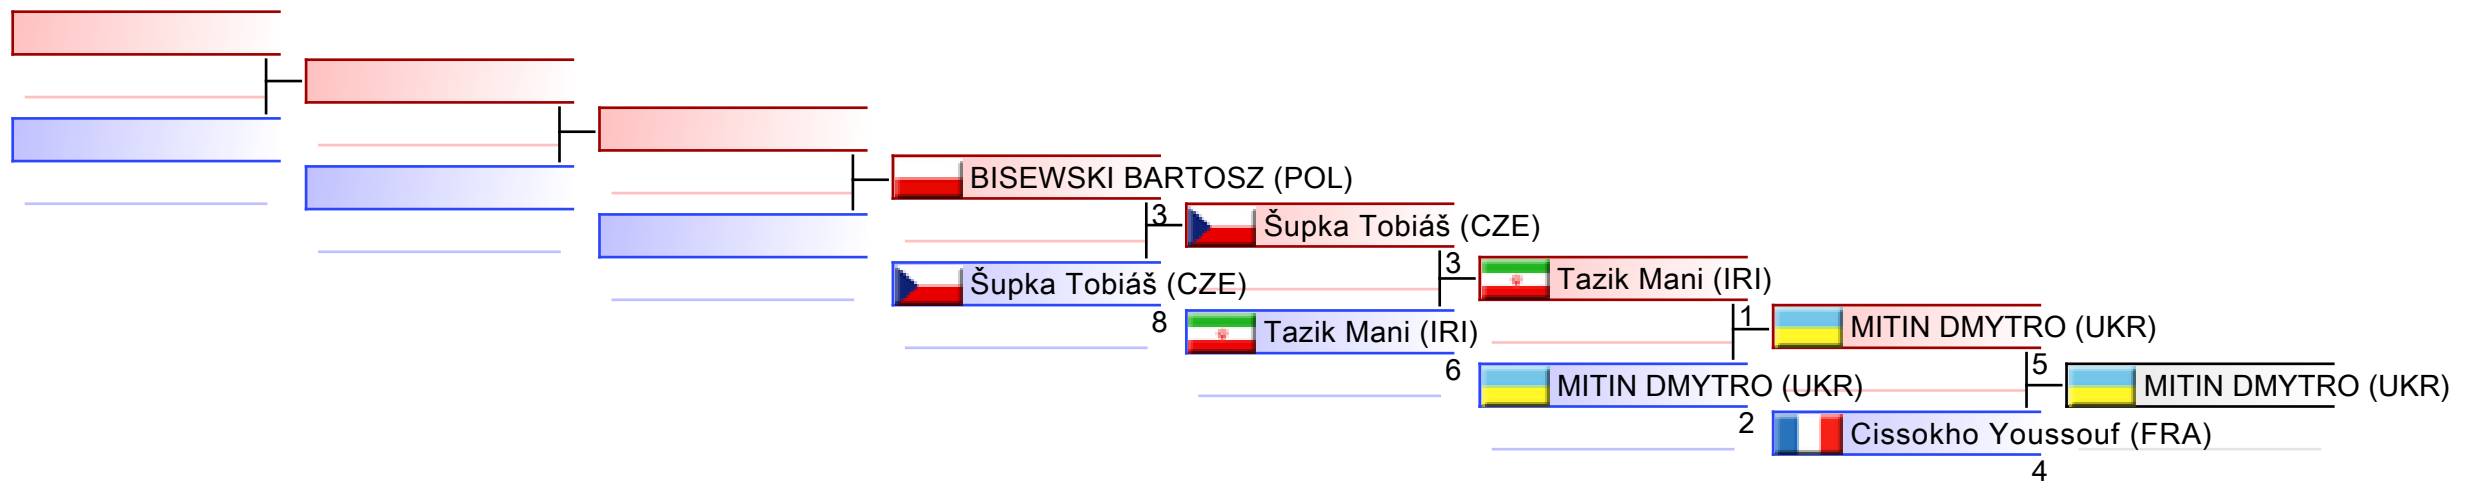 BISEWSKI BARTOSZ (POL)
3
Šupka Tobiáš (CZE)
Šupka Tobiáš (CZE)
8
3
Tazik Mani (IRI)
Tazik Mani (IRI)
6
1
MITIN DMYTRO (UKR)
MITIN DMYTRO (UKR)
2
5
MITIN DMYTRO (UKR)
Cissokho Youssouf (FRA)
4